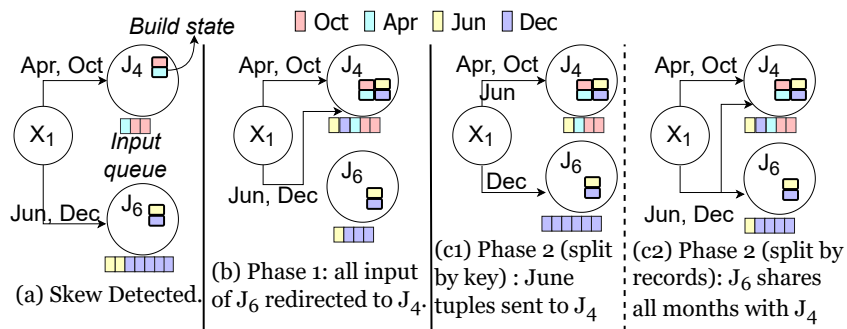 Build state
Oct Apr Jun Dec
Apr, Oct
J4
X1
Input
queue
Jun, Dec
J6
(a) Skew Detected.
Apr, Oct
J4
X1
Jun, Dec
J6
(b) Phase 1: all input
of J6 redirected to J4.
Apr, Oct
Jun
J4
X1
Dec
J6
(c1) Phase 2 (split
by key) : June
tuples sent to J4
Apr, Oct
J4
X1
Jun, Dec
J6
(c2) Phase 2 (split by
records): J6 shares
all months with J4